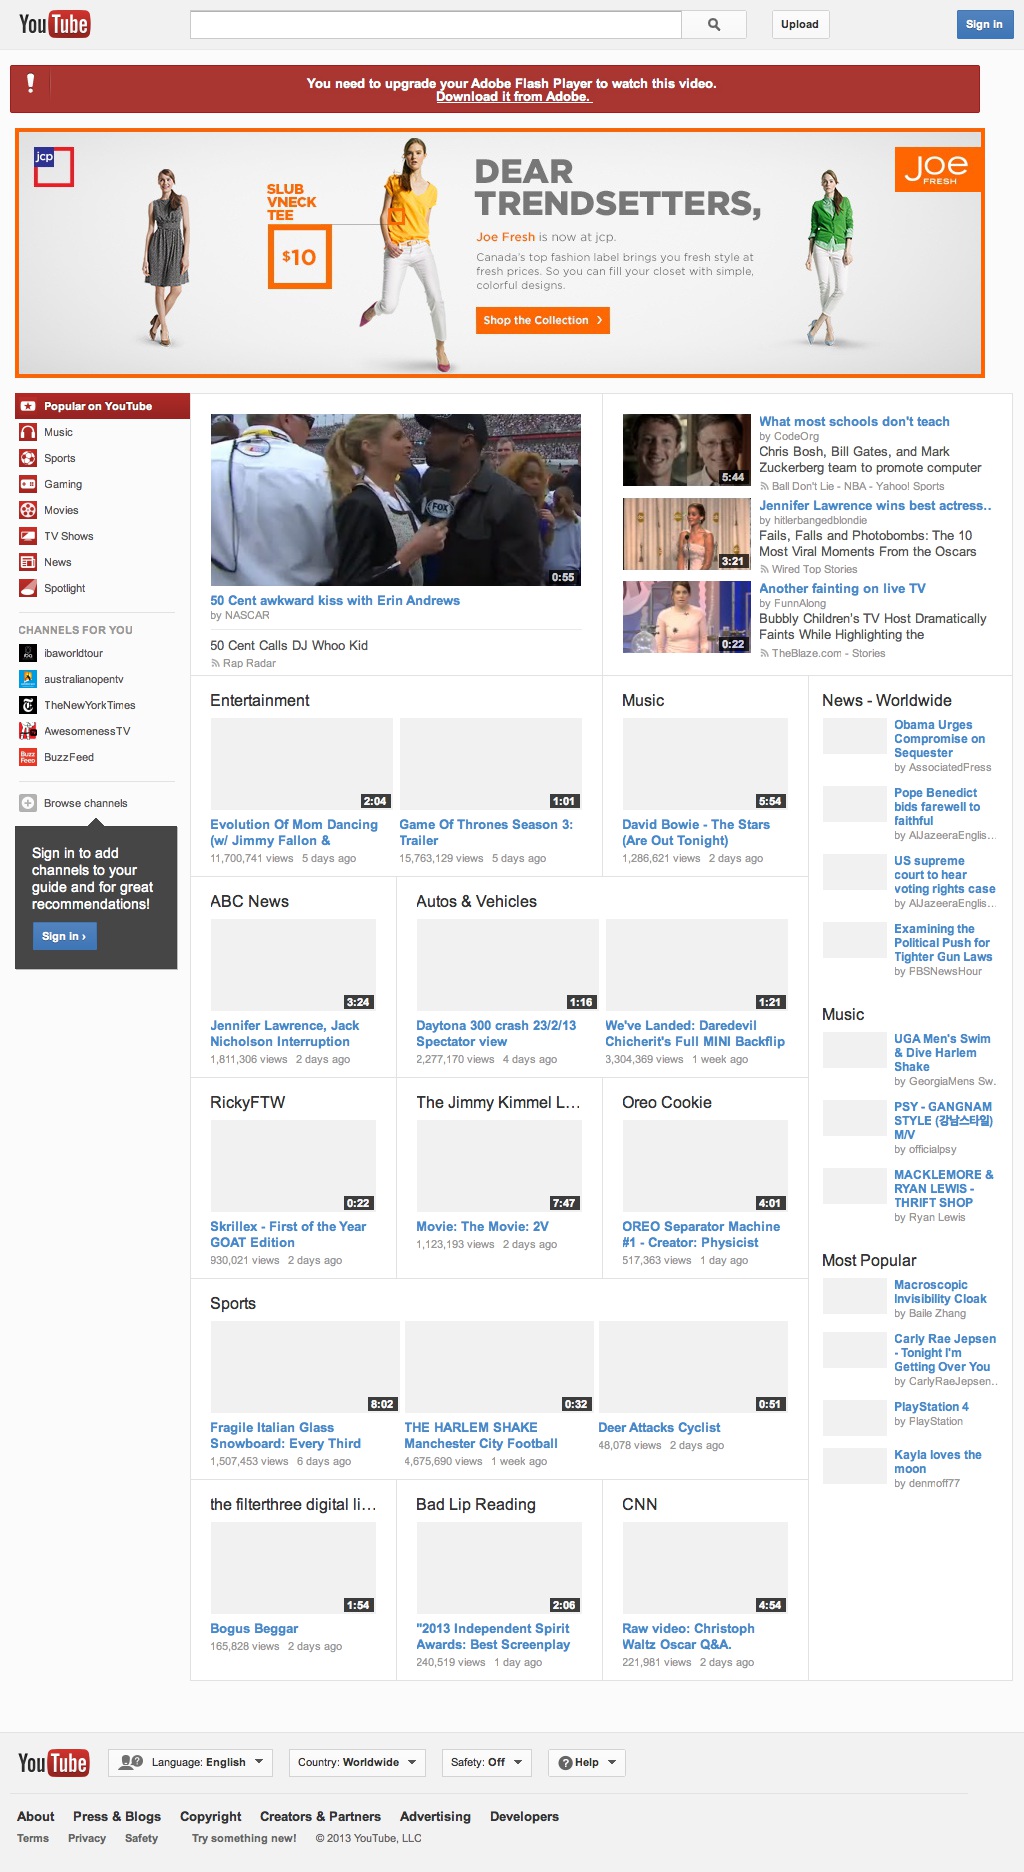 YouTube
Upload
Sign in
You need to upgrade your Adobe Flash Player to watch this video.
Download it from Adobe.
jcp
SLUB
VNECK
TEE
$10
DEAR
TRENDSETTERS,
Joe Fresh is now at jcp.
Canada's top fashion label brings you fresh style at
fresh prices. So you can fill your closet with simple,
colorful designs.
Shop the Collection ›
JOE
FRESH
Popular on YouTube
Music
Sports
Gaming
Movies
TV Shows
News
Spotlight
CHANNELS FOR YOU
ibaworldtour
australianopentv
TheNewYorkTimes
AwesomenessTV
Buzz
Feed
BuzzFeed
Browse channels
Sign in to add
channels to your
guide and for great
recommendations!
Sign in ›
FOX
0:55
50 Cent awkward kiss with Erin Andrews
by NASCAR
50 Cent Calls DJ Whoo Kid
Rap Radar
5:44
What most schools don't teach
by CodeOrg
Chris Bosh, Bill Gates, and Mark
Zuckerberg team to promote computer
Ball Don't Lie - NBA - Yahoo! Sports
3:21
Jennifer Lawrence wins best actress..
by hitlerbangedblondie
Fails, Falls and Photobombs: The 10
Most Viral Moments From the Oscars
Wired Top Stories
0:22
Another fainting on live TV
by FunnAlong
Bubbly Children's TV Host Dramatically
Faints While Highlighting the
TheBlaze.com - Stories
Entertainment
2:04
Evolution Of Mom Dancing
(w/ Jimmy Fallon &
11,700,741 views 5 days ago
1:01
Game Of Thrones Season 3:
Trailer
15,763,129 views 5 days ago
Music
5:54
David Bowie - The Stars
(Are Out Tonight)
1,286,621 views 2 days ago
ABC News
3:24
Jennifer Lawrence, Jack
Nicholson Interruption
1,811,306 views 2 days ago
Autos & Vehicles
1:16
Daytona 300 crash 23/2/13
Spectator view
2,277,170 views 4 days ago
1:21
We've Landed: Daredevil
Chicherit's Full MINI Backflip
3,304,369 views 1 week ago
RickyFTW
0:22
Skrillex - First of the Year
GOAT Edition
930,021 views 2 days ago
The Jimmy Kimmel L...
7:47
Movie: The Movie: 2V
1,123,193 views 2 days ago
Oreo Cookie
4:01
OREO Separator Machine
#1 - Creator: Physicist
517,363 views 1 day ago
Sports
8:02
Fragile Italian Glass
Snowboard: Every Third
1,507,453 views 6 days ago
0:32
THE HARLEM SHAKE
Manchester City Football
4,675,690 views 1 week ago
0:51
Deer Attacks Cyclist
48,078 views 2 days ago
the filterthree digital li...
1:54
Bogus Beggar
165,828 views 2 days ago
Bad Lip Reading
2:06
"2013 Independent Spirit
Awards: Best Screenplay
240,519 views 1 day ago
CNN
4:54
Raw video: Christoph
Waltz Oscar Q&A.
221,981 views 2 days ago
News - Worldwide
Obama Urges
Compromise on
Sequester
by AssociatedPress
Pope Benedict
bids farewell to
faithful
by AlJazeeraEnglis...
US supreme
court to hear
voting rights case
by AlJazeeraEnglis...
Examining the
Political Push for
Tighter Gun Laws
by PBSNewsHour
Music
UGA Men's Swim
& Dive Harlem
Shake
by GeorgiaMens Sw.
PSY - GANGNAM
STYLE (강남스타일)
M/V
by officialpsy
MACKLEMORE &
RYAN LEWIS -
THRIFT SHOP
by Ryan Lewis
Most Popular
Macroscopic
Invisibility Cloak
by Baile Zhang
Carly Rae Jepsen
- Tonight I'm
Getting Over You
by CarlyRaeJepsen..
PlayStation 4
by PlayStation
Kayla loves the
moon
by denmoff77
YouTube
Language: English
Country: Worldwide
Safety: Off
Help
About Press & Blogs Copyright Creators & Partners Advertising Developers
Terms Privacy Safety Try something new! © 2013 YouTube, LLC